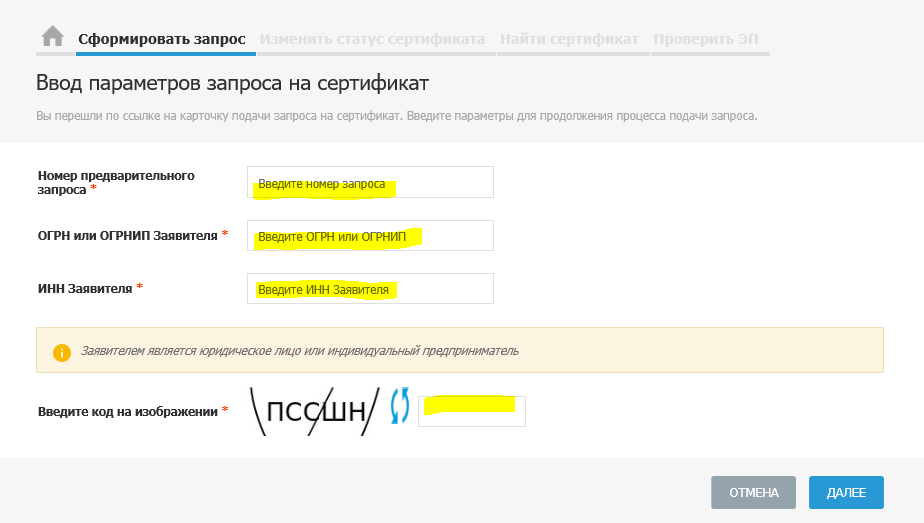 Сформировать запрос Изменить статус сертификата Найти сертификат Проверить ЭП
Ввод параметров запроса на сертификат
Вы перешли по ссылке на карточку подачи запроса на сертификат. Введите параметры для продолжения процесса подачи запроса.
Номер предварительного
запроса *
Введите номер запроса
ОГРН или ОГРНИП Заявителя *
Введите ОГРН или ОГРНИП
ИНН Заявителя *
Введите ИНН Заявителя
Заявителем является юридическое лицо или индивидуальный предприниматель
Введите код на изображении *
ПССШН
ОТМЕНА
ДАЛЕЕ